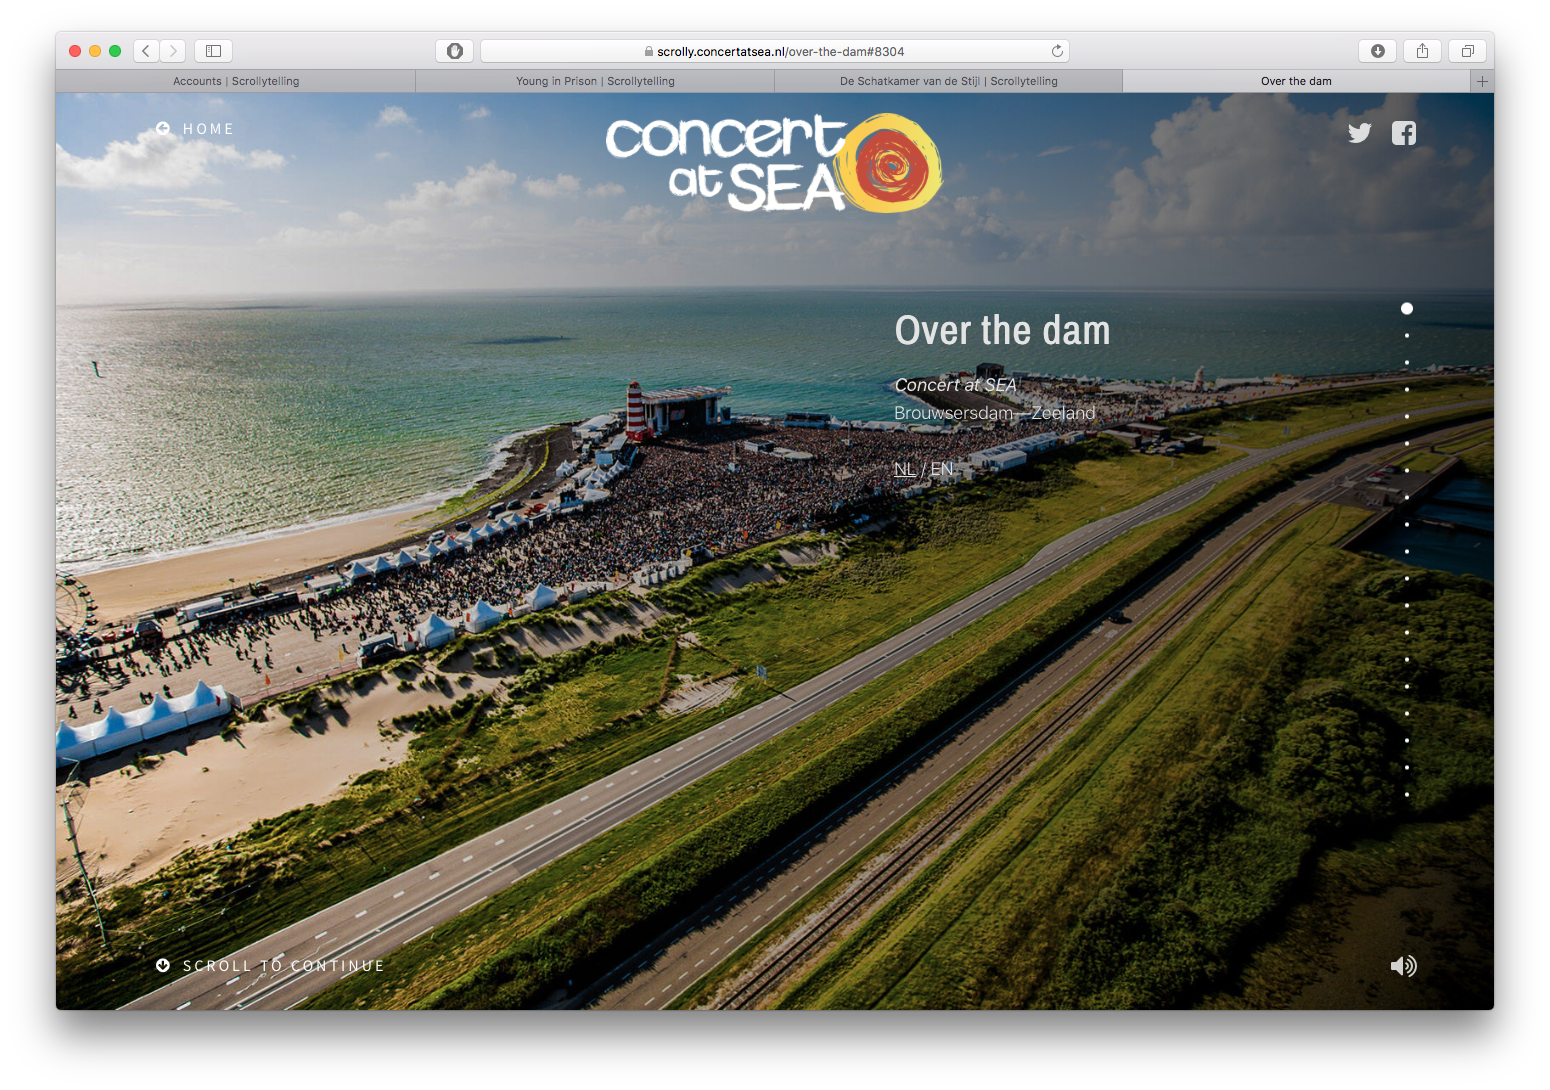 scrolly.concertatsea.nl/over-the-dam#8304
Accounts | Scrollytelling
Young in Prison | Scrollytelling
De Schatkamer van de Stijl | Scrollytelling
Over the dam
HOME
concert
at SEA
Over the dam
Concert at SEA
Brouwsersdam—Zeeland
NL / EN
SCROLL TO CONTINUE